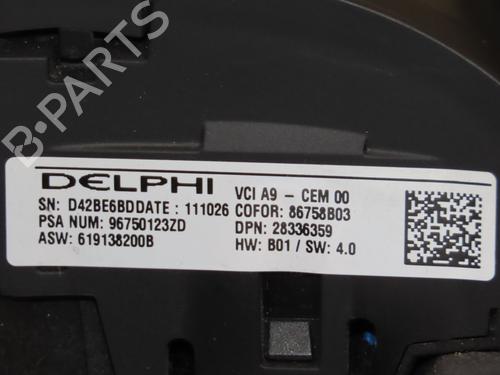 B-PARTS
DELPHI VCI A9 - CEM 00
SN: D42BE6BDDATE : 111026 COFOR: 86758B03
PSA NUM: 96750123ZD DPN: 28336359
ASW: 619138200B HW: B01 / SW: 4.0